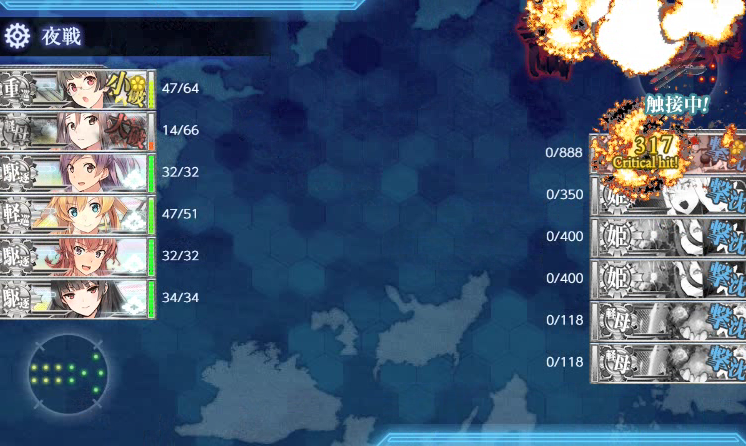 夜戦
重 小破 47/64
大破 14/66
駆逐 32/32
軽 47/51
駆逐 32/32
駆逐 34/34
触接中!
317
Critical hit!
0/888
0/350 姫 撃沈
0/400 姫 撃沈
0/400 姫 撃沈
0/118 軽母 撃沈
0/118 軽母 撃沈